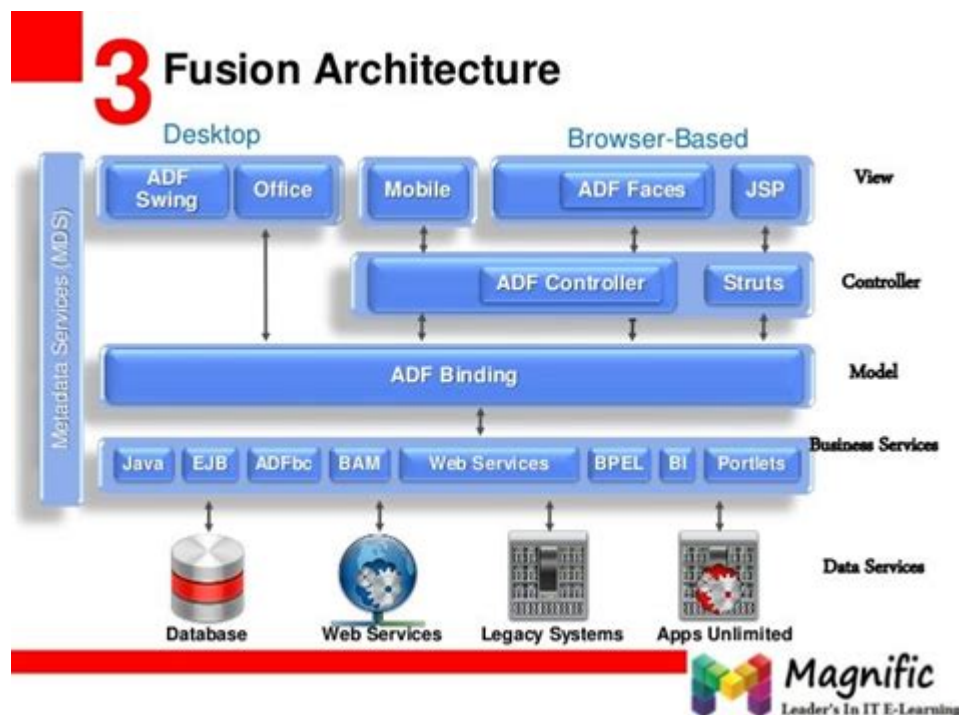 3 Fusion Architecture
Desktop
Browser-Based
ADF
Swing
Office
Mobile
ADF Faces
JSP
View
Metadata Services (MDS)
ADF Controller
Struts
Controller
ADF Binding
Model
Business Services
Java
EJB
ADFbc
BAM
Web Services
BPEL
BI
Portlets
Data Services
Database
Web Services
Legacy Systems
Apps Unlimited
Magnific
Leader's In IT E-Learning